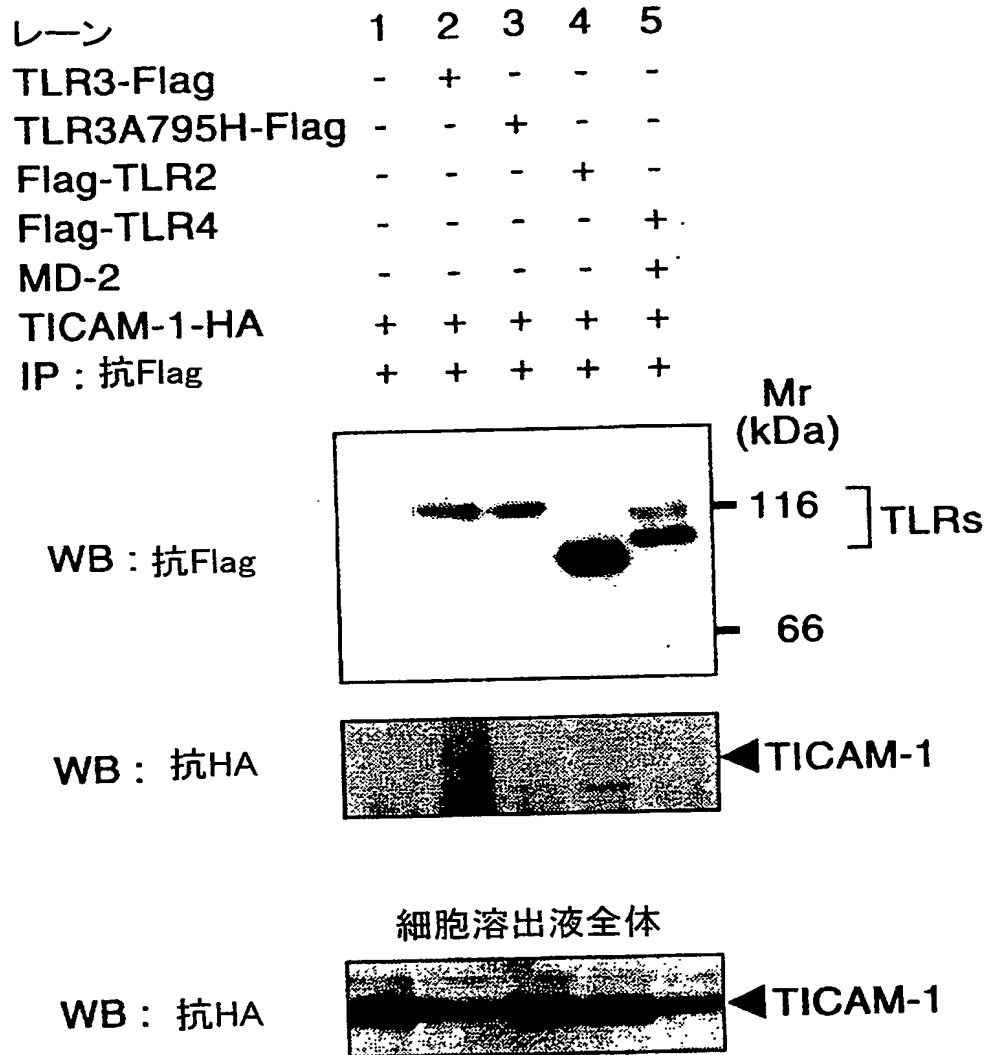 レーン 1 2 3 4 5
TLR3-Flag - + - - -
TLR3A795H-Flag - - + - -
Flag-TLR2 - - - + -
Flag-TLR4 - - - - +
MD-2 - - - - +
TICAM-1-HA + + + + +
IP : 抗Flag + + + + +
Mr
(kDa)
116
TLRs
WB : 抗Flag
66
WB : 抗HA
TICAM-1
細胞溶出液全体
WB : 抗HA
TICAM-1